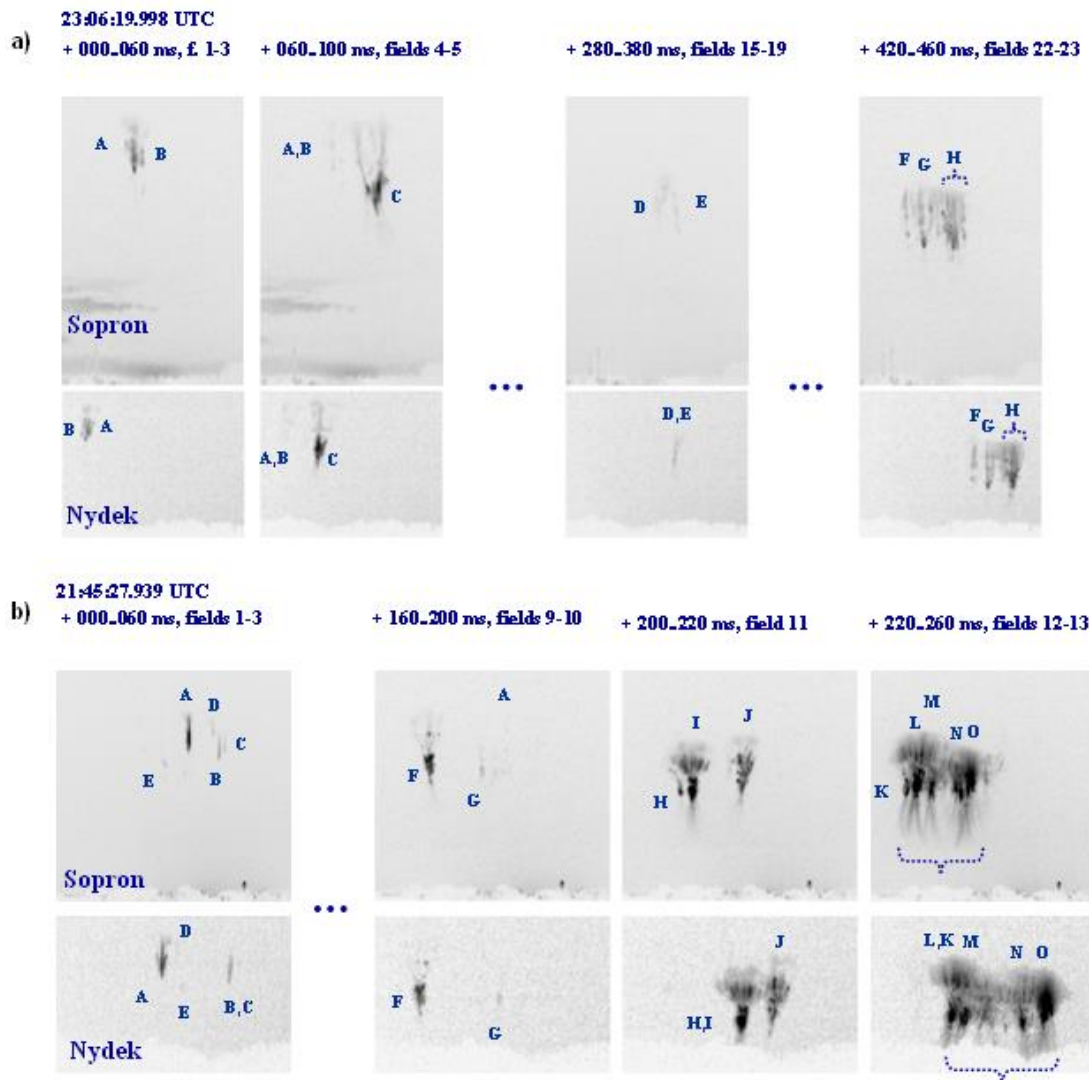 a)
23:06:19.998 UTC
+ 000-060 ms, f. 1-3
+ 060-100 ms, fields 4-5
+ 280-380 ms, fields 15-19
+ 420-460 ms, fields 22-23
A
B
A,B
C
D
E
F
G
H
Sopron
...
...
B
A
A,B
C
D,E
F
G
H
Nydek
b)
21:45:27.939 UTC
+ 000-060 ms, fields 1-3
+ 160-200 ms, fields 9-10
+ 200-220 ms, field 11
+ 220-260 ms, fields 12-13
A
D
C
E
B
A
F
G
I
J
H
M
L
N
O
K
Sopron
...
D
A
E
B,C
F
G
J
H,I
L,K
M
N
O
Nydek